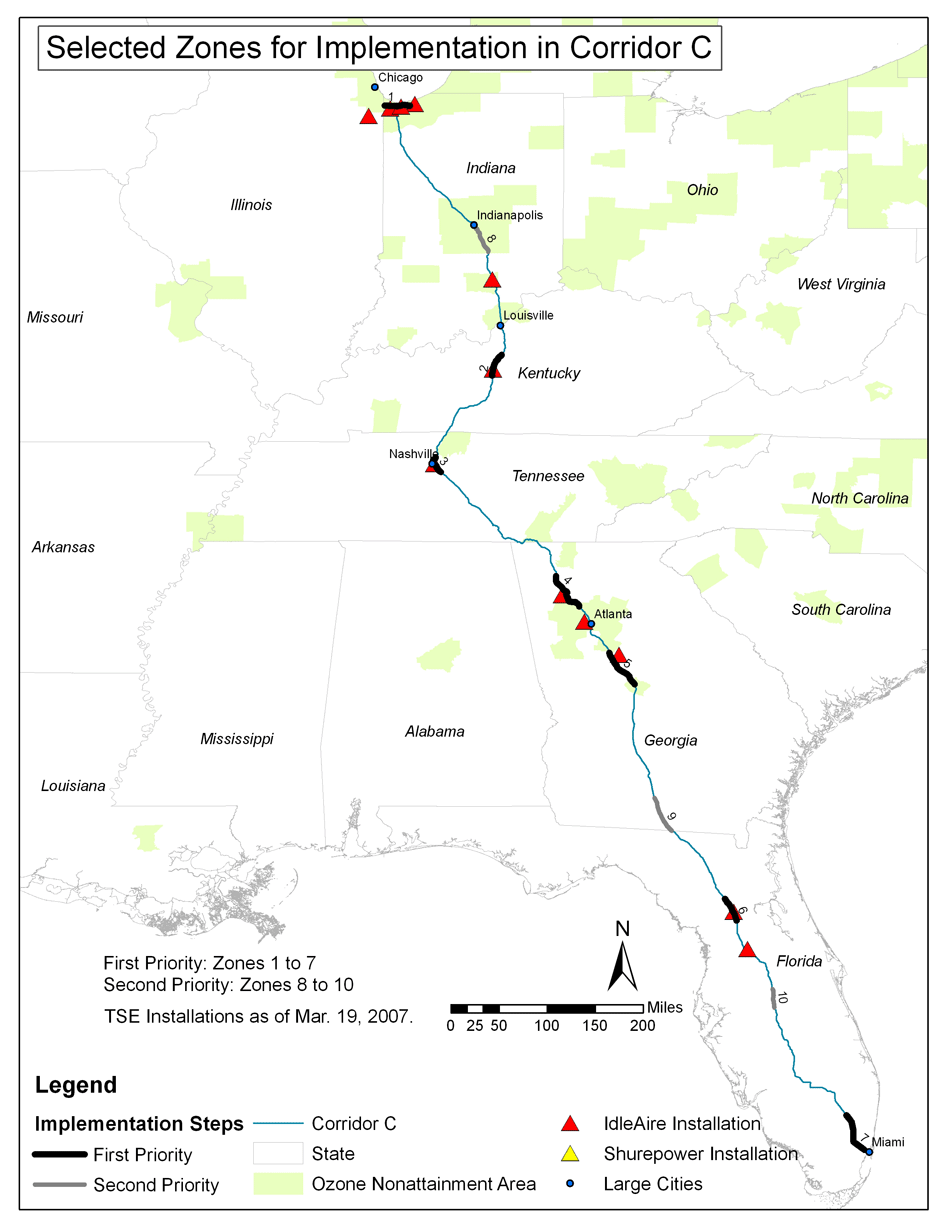 Selected Zones for Implementation in Corridor C
Chicago
1
Indiana
Ohio
Illinois
Indianapolis
8
West Virginia
Missouri
Louisville
2
Kentucky
Nashville
3
Tennessee
North Carolina
Arkansas
4
Atlanta
South Carolina
5
Mississippi
Alabama
Georgia
Louisiana
9
6
N
Florida
First Priority: Zones 1 to 7
Second Priority: Zones 8 to 10
10
TSE Installations as of Mar. 19, 2007.
Miles
0 25 50 100 150 200
Legend
Implementation Steps
Corridor C
IdleAire Installation
First Priority
State
Shurepower Installation
7
Miami
Second Priority
Ozone Nonattainment Area
Large Cities